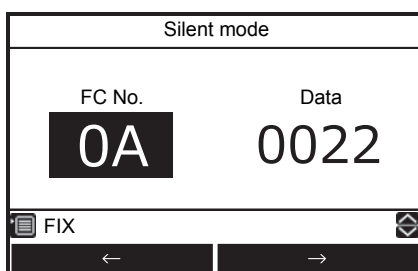 Silent mode
FC No. Data
0A 0022
FIX
← →